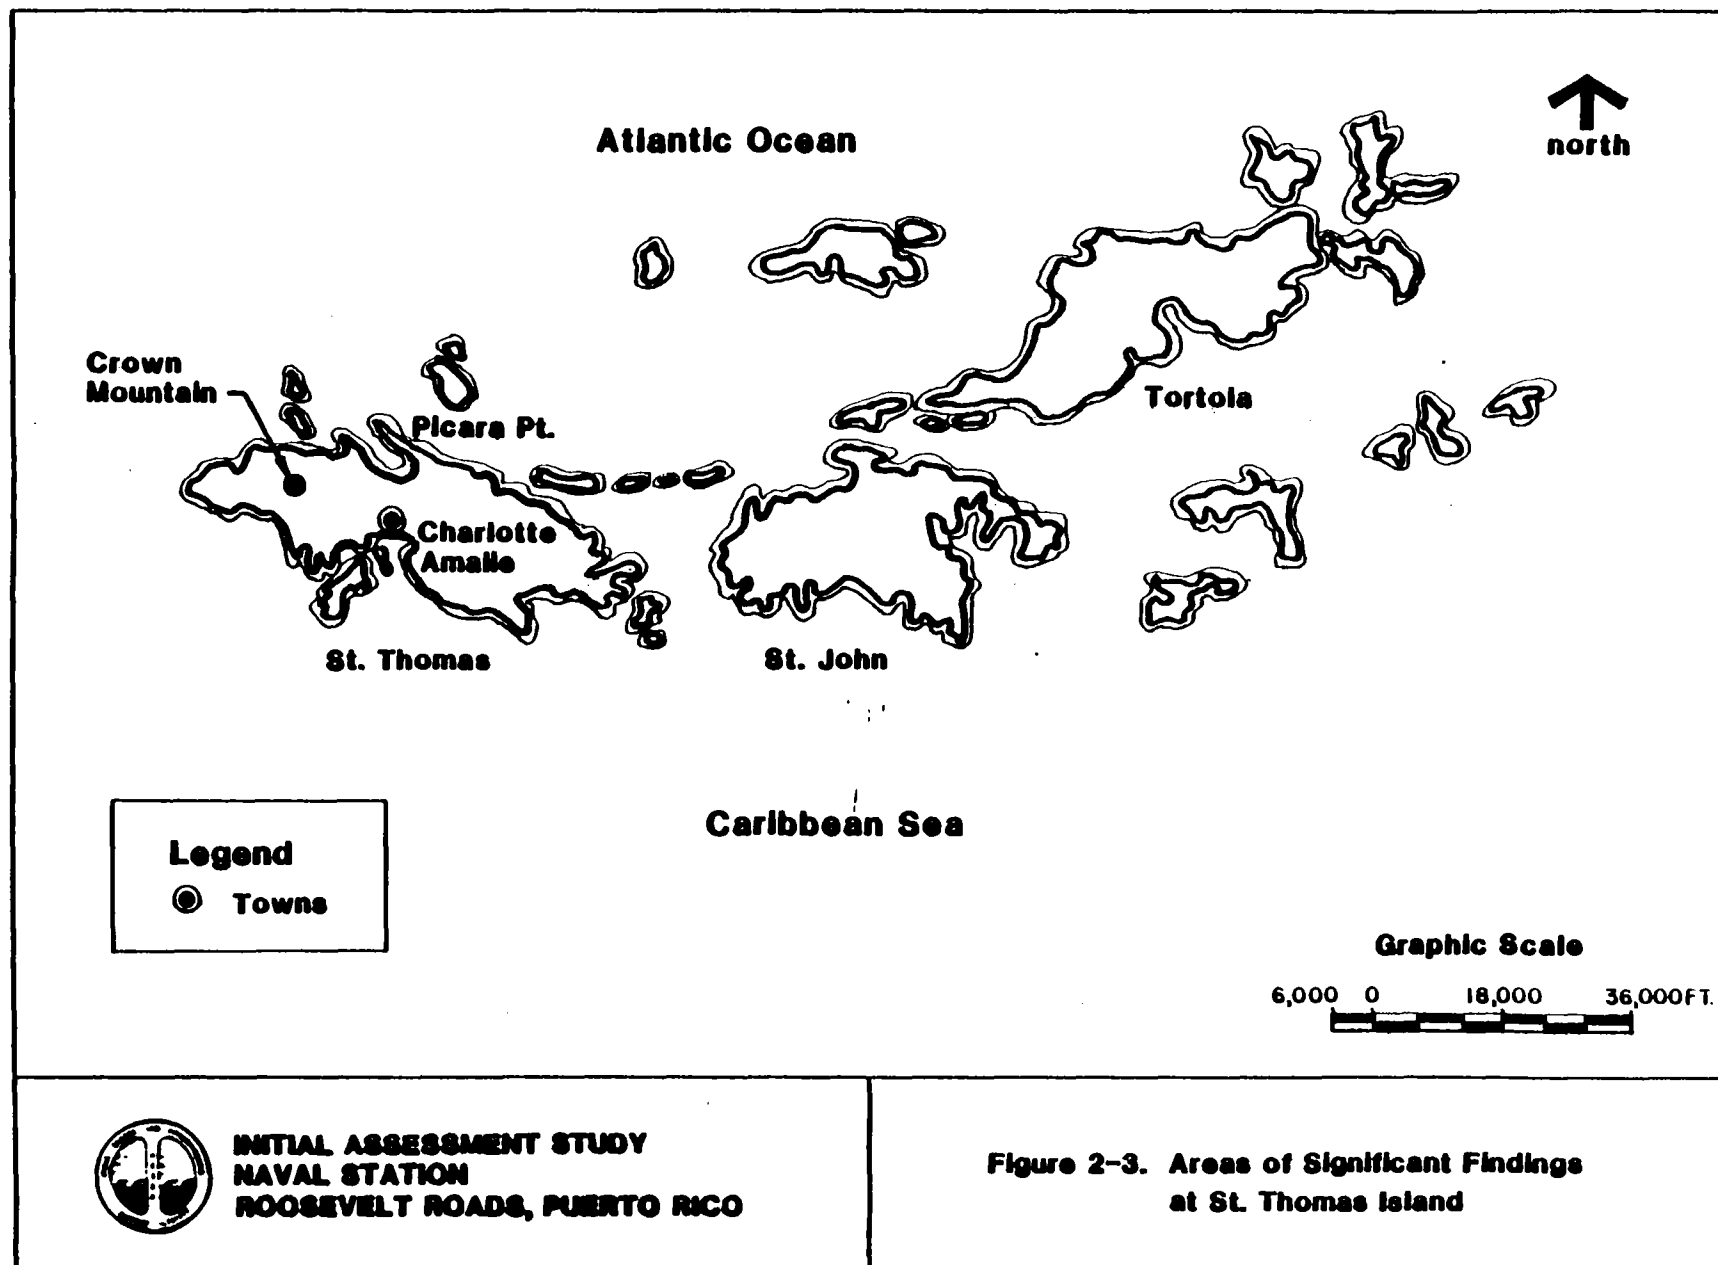 Atlantic Ocean
north
Crown
Mountain
Picara Pt.
Tortola
Charlotte
Amalie
St. Thomas
St. John
Caribbean Sea
Legend
Towns
Graphic Scale
6,000 0 18,000 36,000 FT.
INITIAL ASSESSMENT STUDY
NAVAL STATION
ROOSEVELT ROADS, PUERTO RICO
Figure 2-3. Areas of Significant Findings
at St. Thomas Island